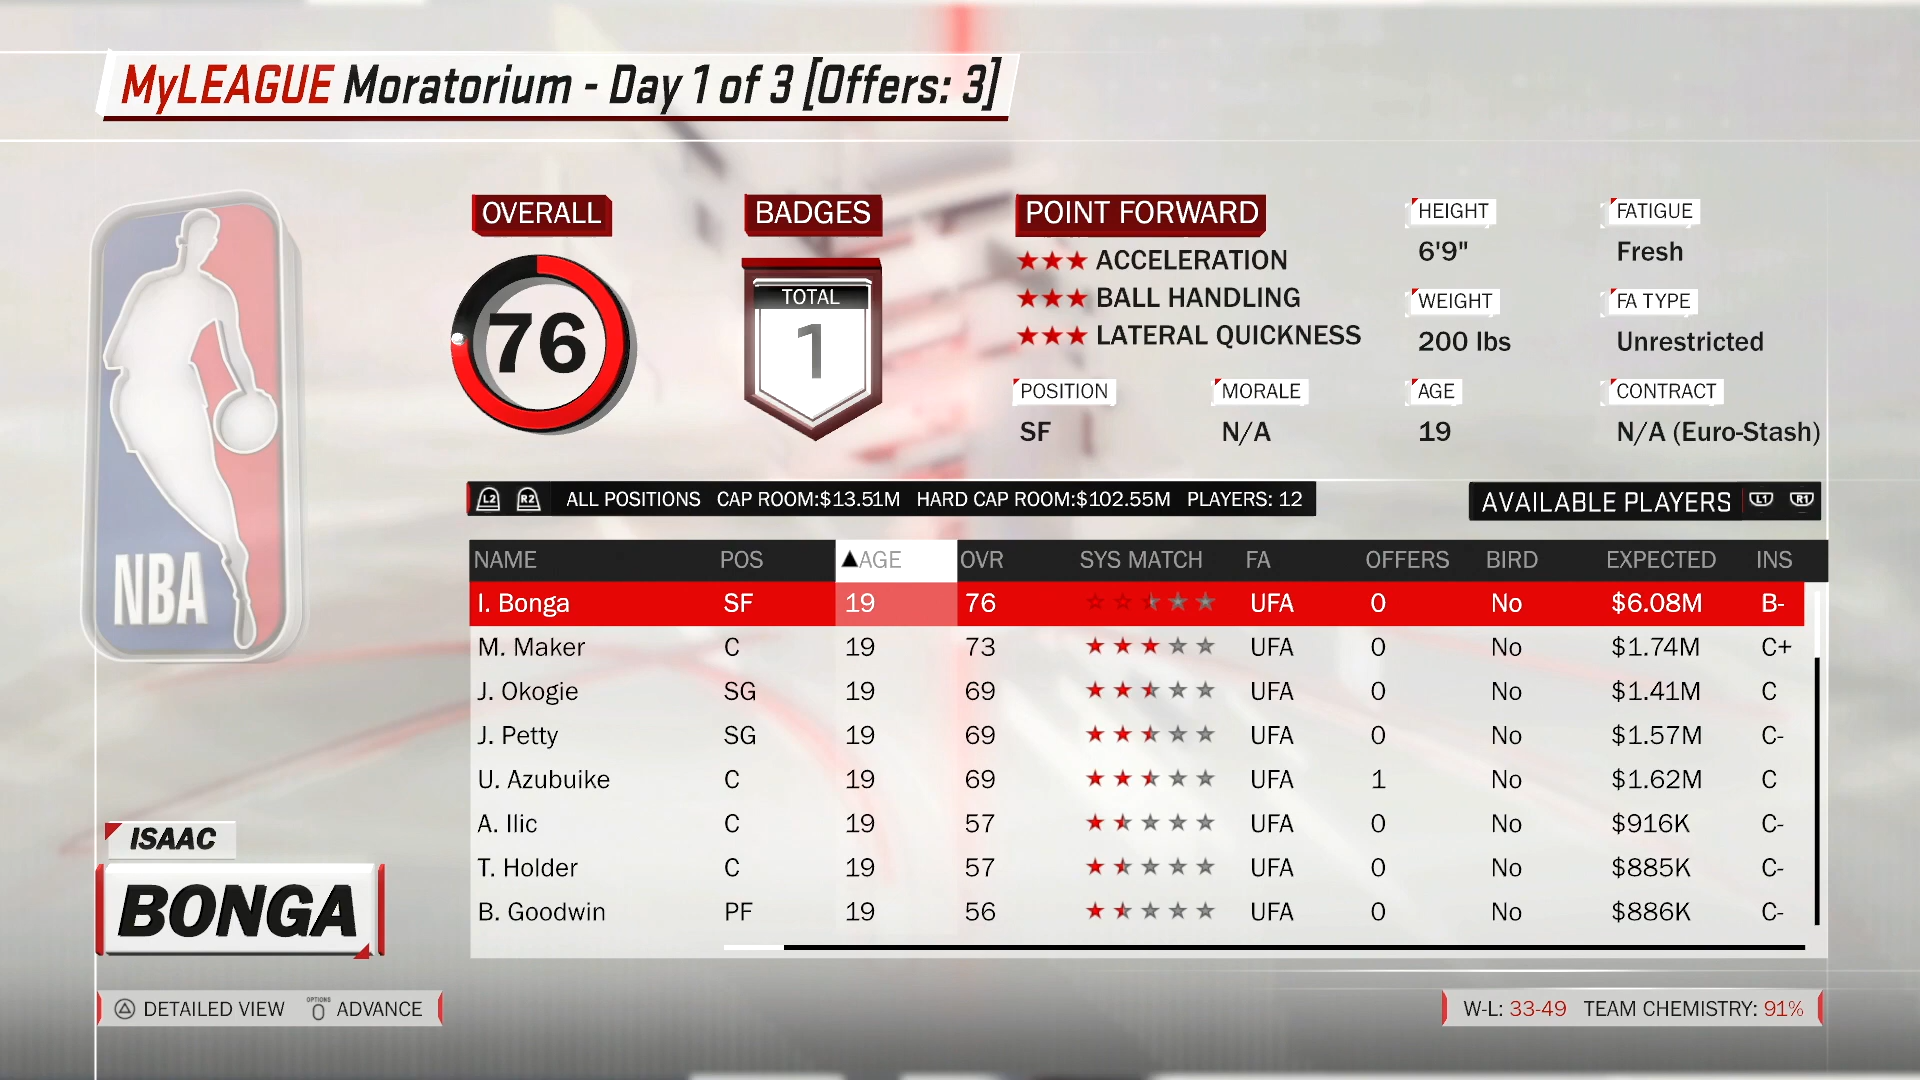 MyLEAGUE Moratorium - Day 1 of 3 [Offers: 3]
OVERALL
76
BADGES
TOTAL
1
POINT FORWARD
★★★ ACCELERATION
★★★ BALL HANDLING
★★★ LATERAL QUICKNESS
HEIGHT
6'9"
FATIGUE
Fresh
WEIGHT
200 lbs
FA TYPE
Unrestricted
POSITION
SF
MORALE
N/A
AGE
19
CONTRACT
N/A (Euro-Stash)
NBA
L2 R2 ALL POSITIONS CAP ROOM:$13.51M HARD CAP ROOM:$102.55M PLAYERS: 12
AVAILABLE PLAYERS L1 R1
NAME POS ▲AGE OVR SYS MATCH FA OFFERS BIRD EXPECTED INS
I. Bonga SF 19 76 UFA 0 No $6.08M B-
M. Maker C 19 73 UFA 0 No $1.74M C+
J. Okogie SG 19 69 UFA 0 No $1.41M C
J. Petty SG 19 69 UFA 0 No $1.57M C-
U. Azubuike C 19 69 UFA 1 No $1.62M C
A. Ilic C 19 57 UFA 0 No $916K C-
T. Holder C 19 57 UFA 0 No $885K C-
B. Goodwin PF 19 56 UFA 0 No $886K C-
ISAAC
BONGA
DETAILED VIEW OPTIONS ADVANCE
W-L: 33-49 TEAM CHEMISTRY: 91%